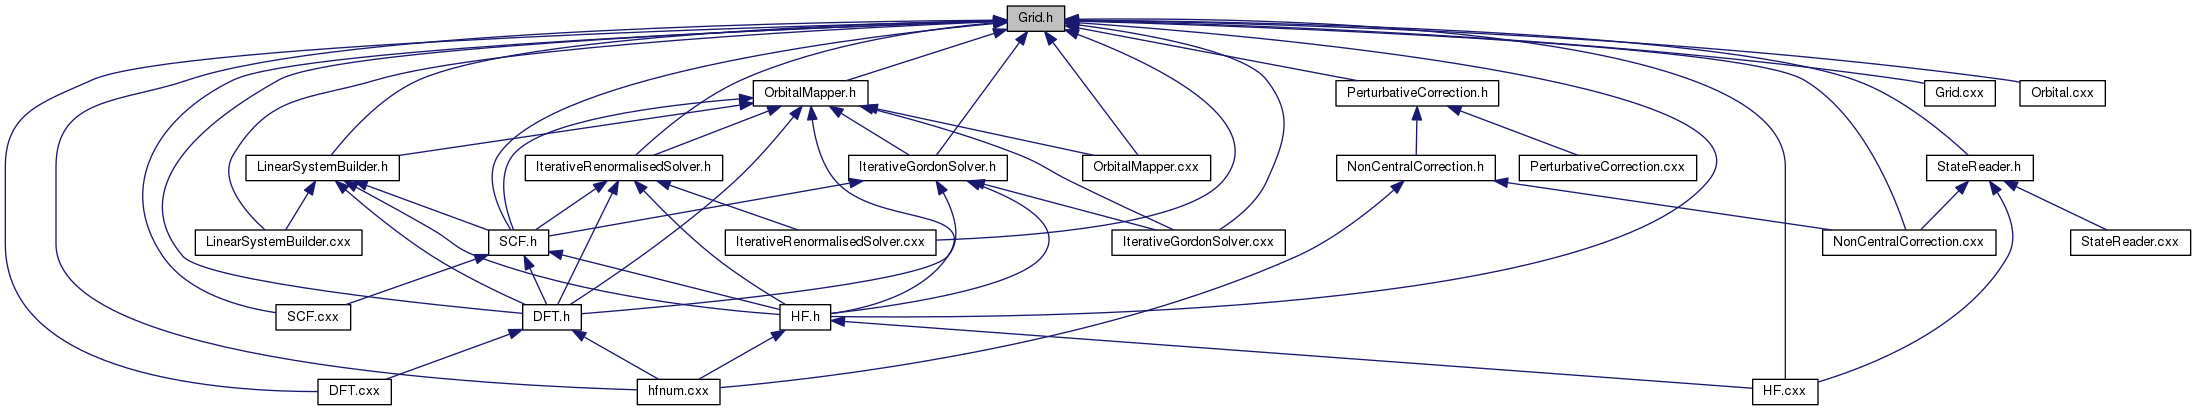 Grid.h
OrbitalMapper.h
PerturbativeCorrection.h
Grid.cxx
Orbital.cxx
LinearSystemBuilder.h
IterativeRenormalisedSolver.h
IterativeGordonSolver.h
OrbitalMapper.cxx
NonCentralCorrection.h
PerturbativeCorrection.cxx
StateReader.h
LinearSystemBuilder.cxx
SCF.h
IterativeRenormalisedSolver.cxx
IterativeGordonSolver.cxx
NonCentralCorrection.cxx
StateReader.cxx
SCF.cxx
DFT.h
HF.h
DFT.cxx
hfnum.cxx
HF.cxx